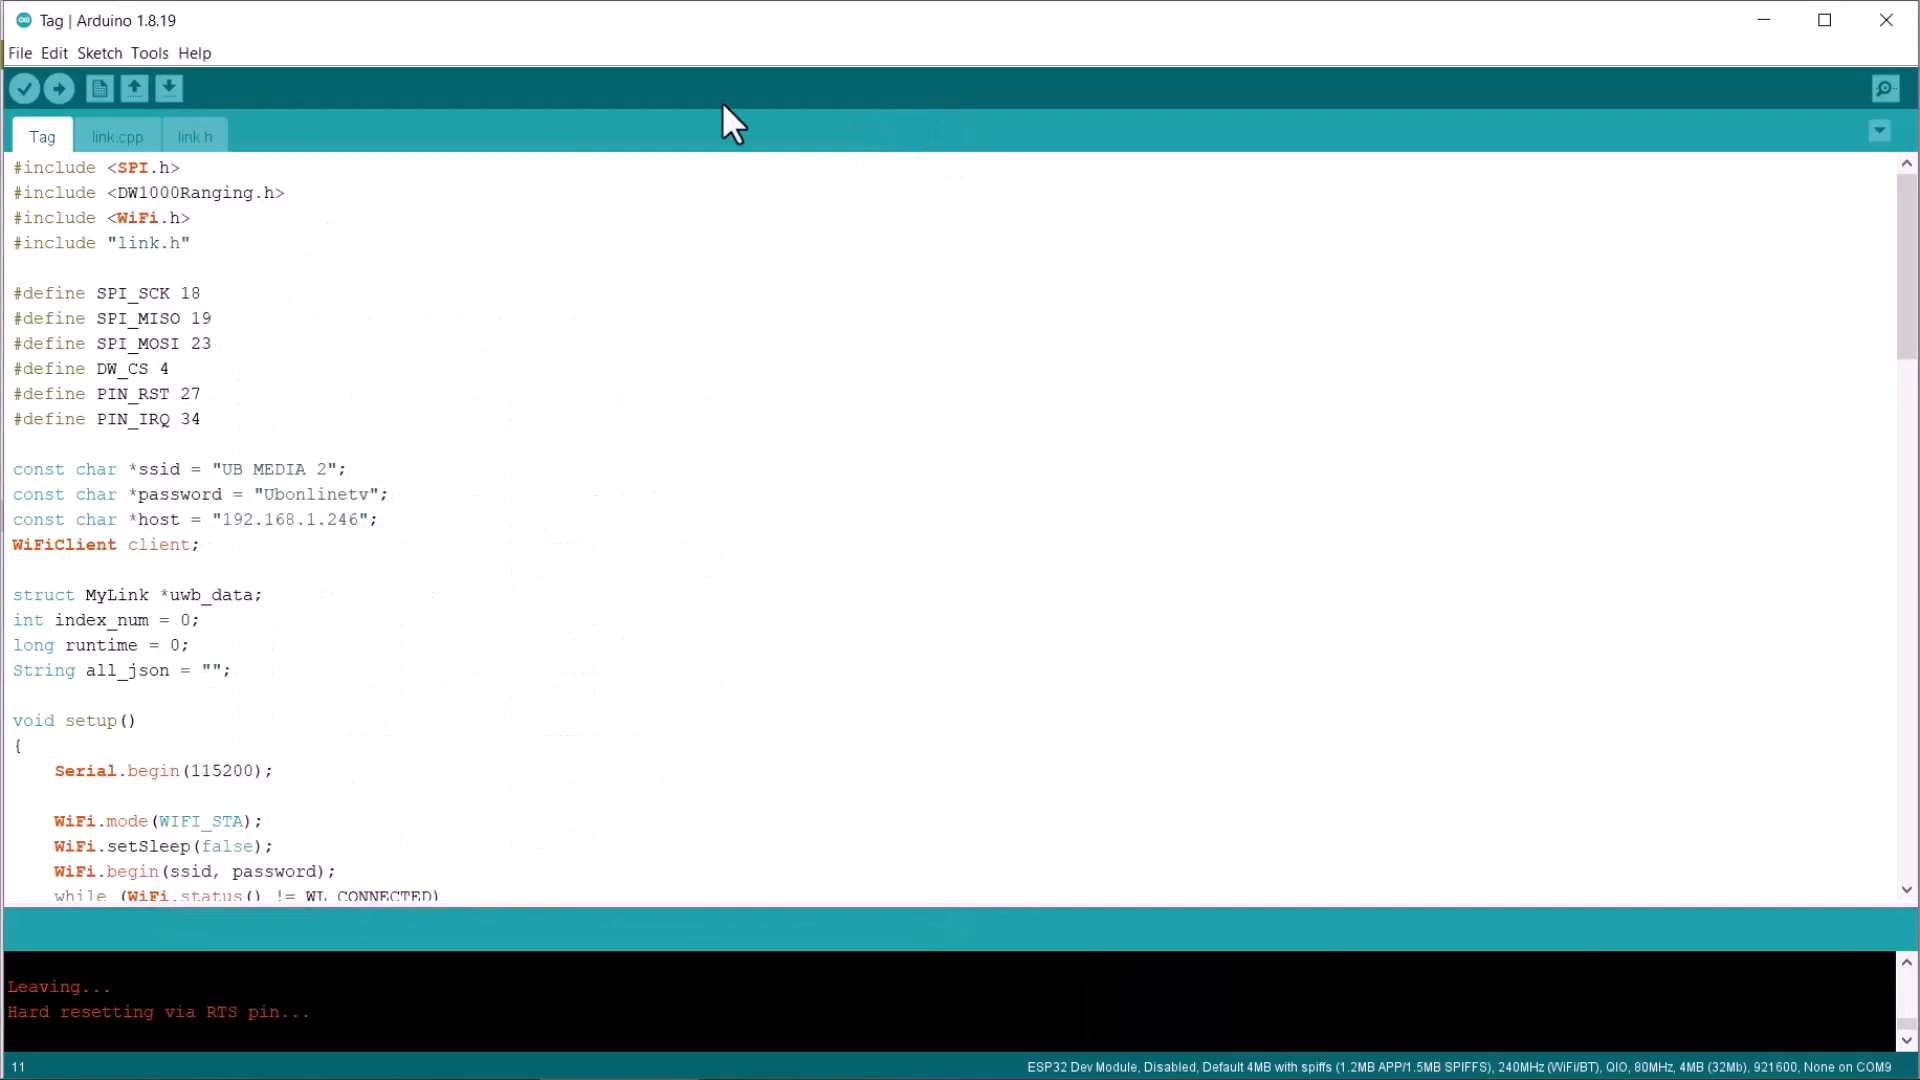 Tag | Arduino 1.8.19
File Edit Sketch Tools Help
Tag link.cpp link.h
#include <SPI.h>
#include <DW1000Ranging.h>
#include <WiFi.h>
#include "link.h"
#define SPI_SCK 18
#define SPI_MISO 19
#define SPI_MOSI 23
#define DW_CS 4
#define PIN_RST 27
#define PIN_IRQ 34
const char *ssid = "UB MEDIA 2";
const char *password = "Ubonlinetv";
const char *host = "192.168.1.246";
WiFiClient client;
struct MyLink *uwb_data;
int index_num = 0;
long runtime = 0;
String all_json = "";
void setup()
{
Serial.begin(115200);
WiFi.mode(WIFI_STA);
WiFi.setSleep(false);
WiFi.begin(ssid, password);
while (WiFi.status() != WL_CONNECTED)
Leaving...
Hard resetting via RTS pin...
11
ESP32 Dev Module, Disabled, Default 4MB with spiffs (1.2MB APP/1.5MB SPIFFS), 240MHz (WiFi/BT), QIO, 80MHz, 4MB (32Mb), 921600, None on COM9